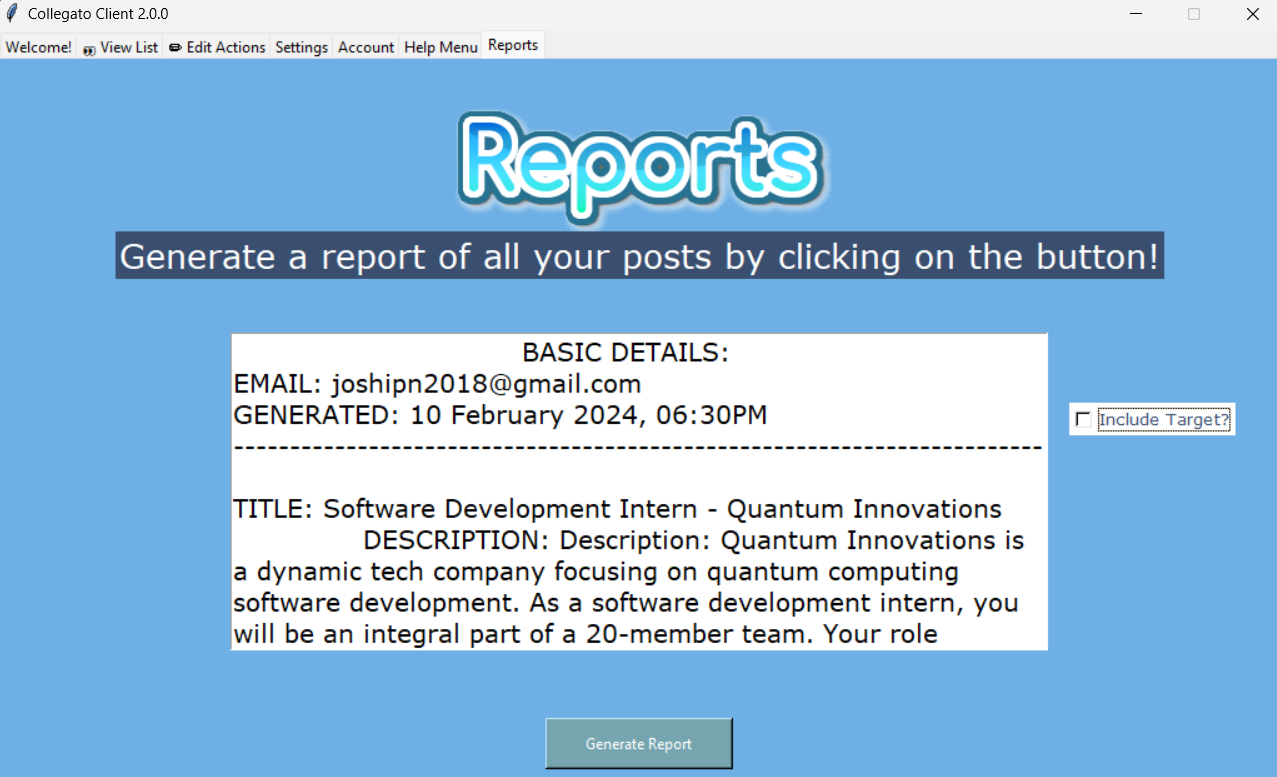 Collegato Client 2.0.0
Welcome! View List Edit Actions Settings Account Help Menu Reports
Reports
Generate a report of all your posts by clicking on the button!
BASIC DETAILS:
EMAIL: joshipn2018@gmail.com
GENERATED: 10 February 2024, 06:30PM
------------------------------------------------------------------------
Include Target?
TITLE: Software Development Intern - Quantum Innovations
DESCRIPTION: Description: Quantum Innovations is
a dynamic tech company focusing on quantum computing
software development. As a software development intern, you
will be an integral part of a 20-member team. Your role
Generate Report